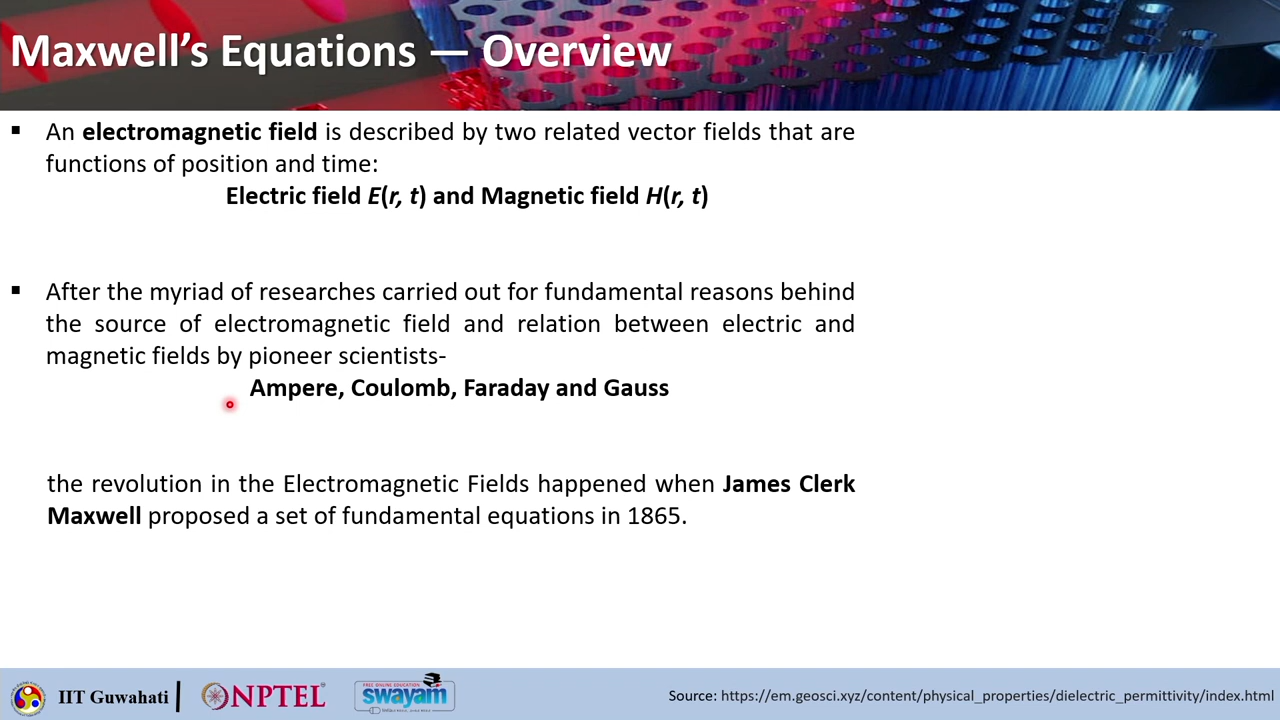 Maxwell's Equations — Overview
▪ An electromagnetic field is described by two related vector fields that are
functions of position and time:
Electric field E(r, t) and Magnetic field H(r, t)
▪ After the myriad of researches carried out for fundamental reasons behind
the source of electromagnetic field and relation between electric and
magnetic fields by pioneer scientists-
Ampere, Coulomb, Faraday and Gauss
the revolution in the Electromagnetic Fields happened when James Clerk
Maxwell proposed a set of fundamental equations in 1865.
IIT Guwahati
NPTEL
FREE ONLINE EDUCATION
swayam
Source: https://em.geosci.xyz/content/physical_properties/dielectric_permittivity/index.html